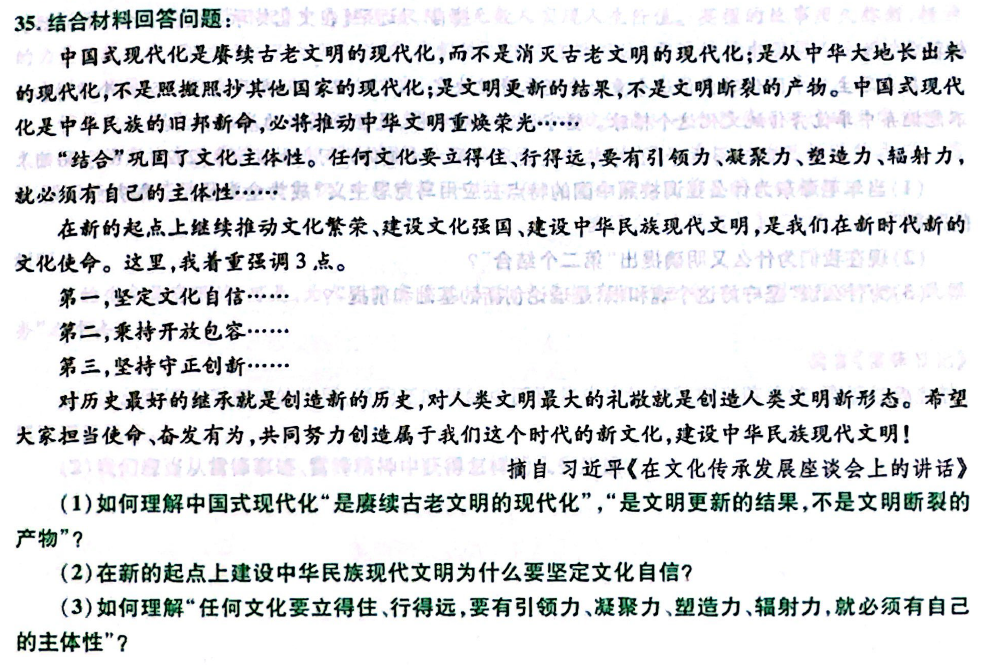 35.结合材料回答问题:
中国式现代化是赓续古老文明的现代化,而不是消灭古老文明的现代化;是从中华大地长出来
的现代化,不是照搬照抄其他国家的现代化;是文明更新的结果,不是文明断裂的产物。中国式现代
化是中华民族的旧邦新命,必将推动中华文明重焕荣光……
“结合”巩固了文化主体性。任何文化要立得住、行得远,要有引领力、凝聚力、塑造力、辐射力,
就必须有自己的主体性……
在新的起点上继续推动文化繁荣、建设文化强国、建设中华民族现代文明,是我们在新时代新的
文化使命。这里,我着重强调3点。
第一,坚定文化自信……
第二,秉持开放包容……
第三,坚持守正创新……
对历史最好的继承就是创造新的历史,对人类文明最大的礼敬就是创造人类文明新形态。希望
大家担当使命、奋发有为,共同努力创造属于我们这个时代的新文化,建设中华民族现代文明!
摘自 习近平《在文化传承发展座谈会上的讲话》
(1)如何理解中国式现代化“是赓续古老文明的现代化”,“是文明更新的结果,不是文明断裂的
产物”?
(2)在新的起点上建设中华民族现代文明为什么要坚定文化自信?
(3)如何理解“任何文化要立得住、行得远,要有引领力、凝聚力、塑造力、辐射力,就必须有自己
的主体性”?